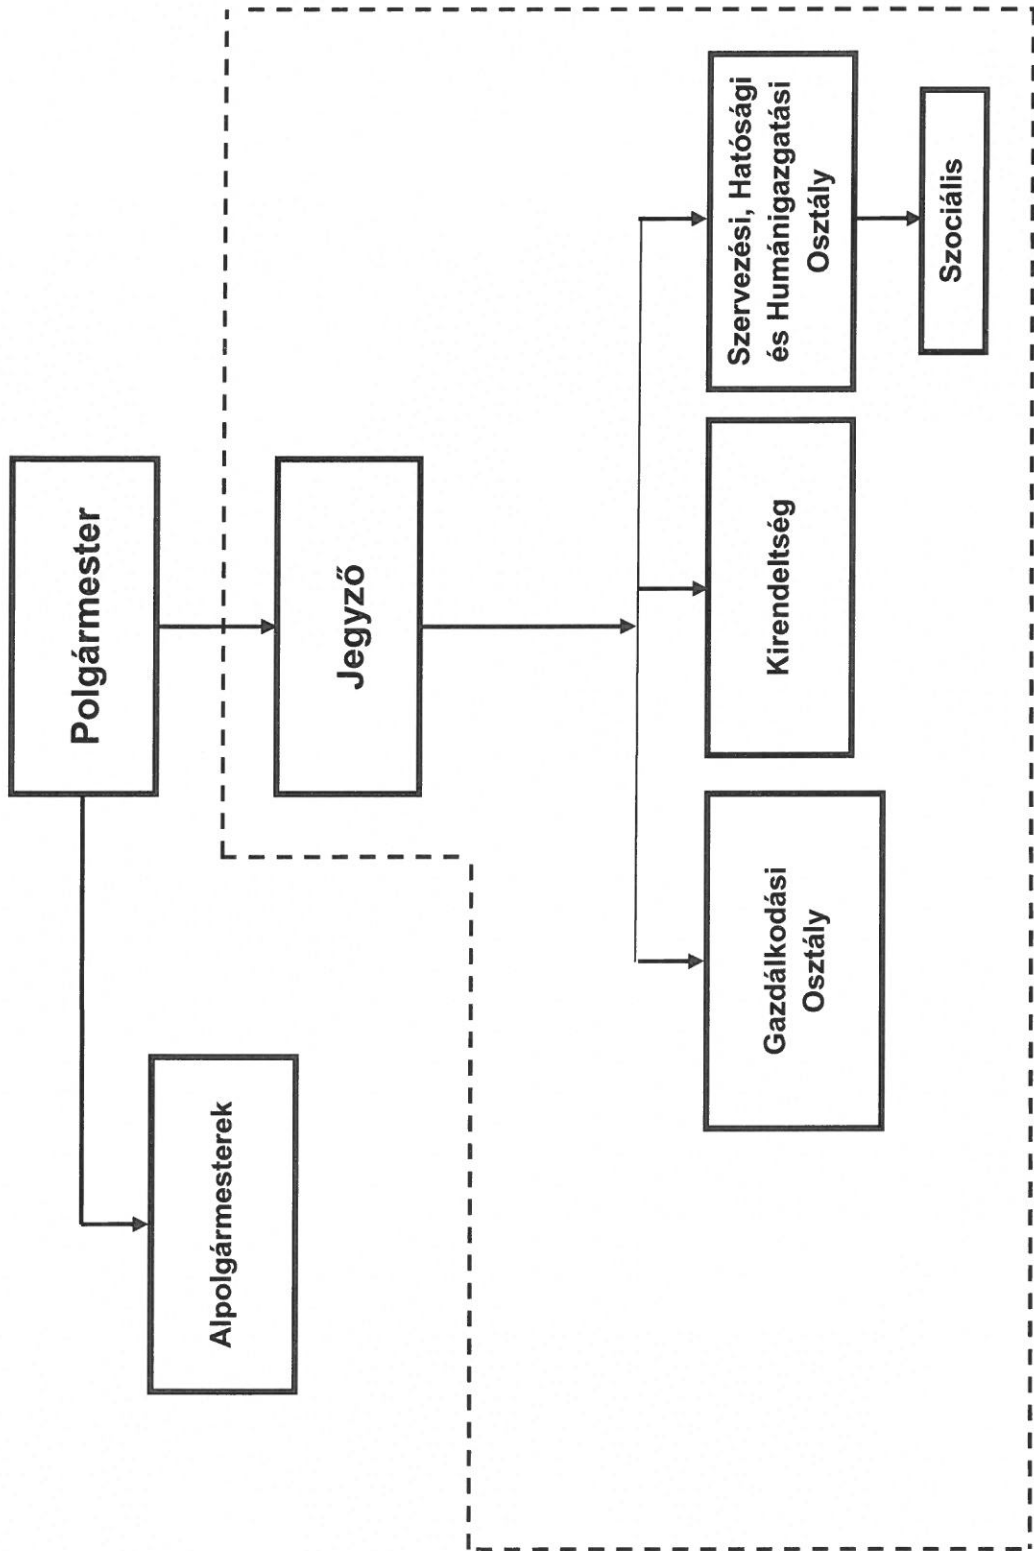 Polgármester
Alpolgármesterek
Jegyző
Gazdálkodási
Osztály
Kirendeltség
Szervezési, Hatósági
és Humánigazgatási
Osztály
Szociális